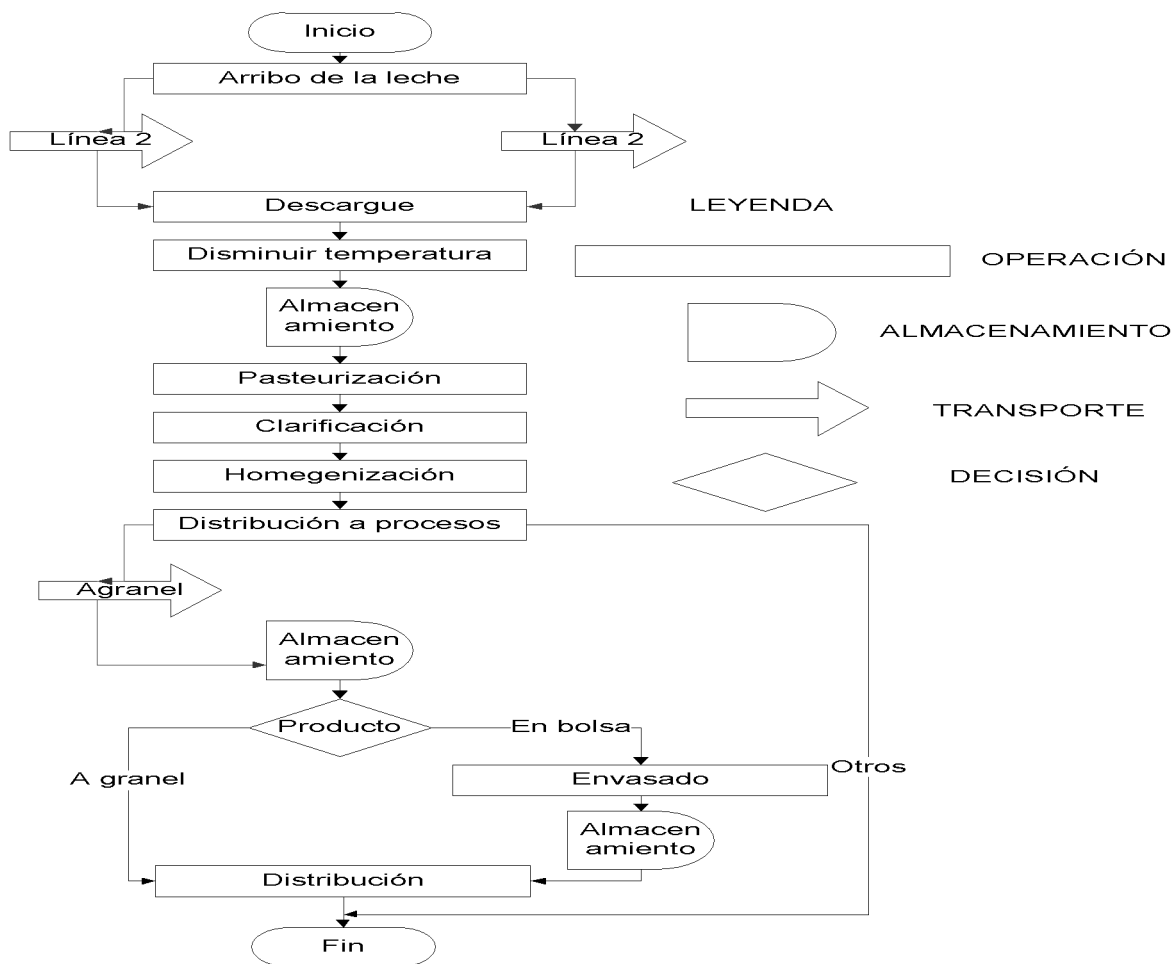 Inicio
Arribo de la leche
Línea 2
Línea 2
Descargue
LEYENDA
Disminuir temperatura
OPERACIÓN
Almacen
amiento
ALMACENAMIENTO
Pasteurización
Clarificación
TRANSPORTE
Homegenización
DECISIÓN
Distribución a procesos
Agranel
Almacen
amiento
Producto
En bolsa
A granel
Envasado
Otros
Almacen
amiento
Distribución
Fin